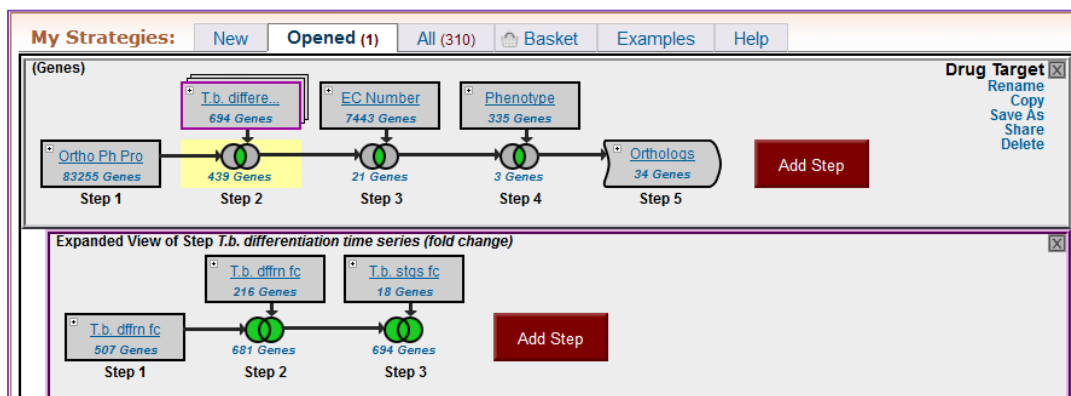 My Strategies: New Opened (1) All (310) Basket Examples Help
(Genes)
Drug Target X
Rename
Copy
Save As
Share
Delete
T.b. differe...
694 Genes
EC Number
7443 Genes
Phenotype
335 Genes
Ortho Ph Pro
83255 Genes
439 Genes
21 Genes
3 Genes
Orthologs
34 Genes
Add Step
Step 1 Step 2 Step 3 Step 4 Step 5
Expanded View of Step T.b. differentiation time series (fold change) X
T.b. dffrn fc
216 Genes
T.b. stgs fc
18 Genes
T.b. dffrn fc
507 Genes
681 Genes
694 Genes
Add Step
Step 1 Step 2 Step 3